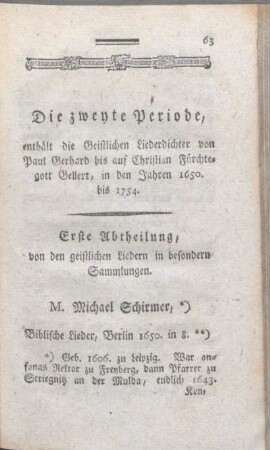 63
Die zweyte Periode,
enthält die Geistlichen Liederdichter von
Paul Gerhard bis auf Christian Fürchte-
gott Gellert, in den Jahren 1650.
bis 1754.
Erste Abtheilung,
von den geistlichen Liedern in besondern
Sammlungen.
M. Michael Schirmer, *)
Biblische Lieder, Berlin 1650. in 8. **)
*) Geb. 1606. zu Leipzig. War an-
fangs Rektor zu Freyberg, dann Pfarrer zu
Striegnitz an der Mulda, endlich 1643.
Kon-